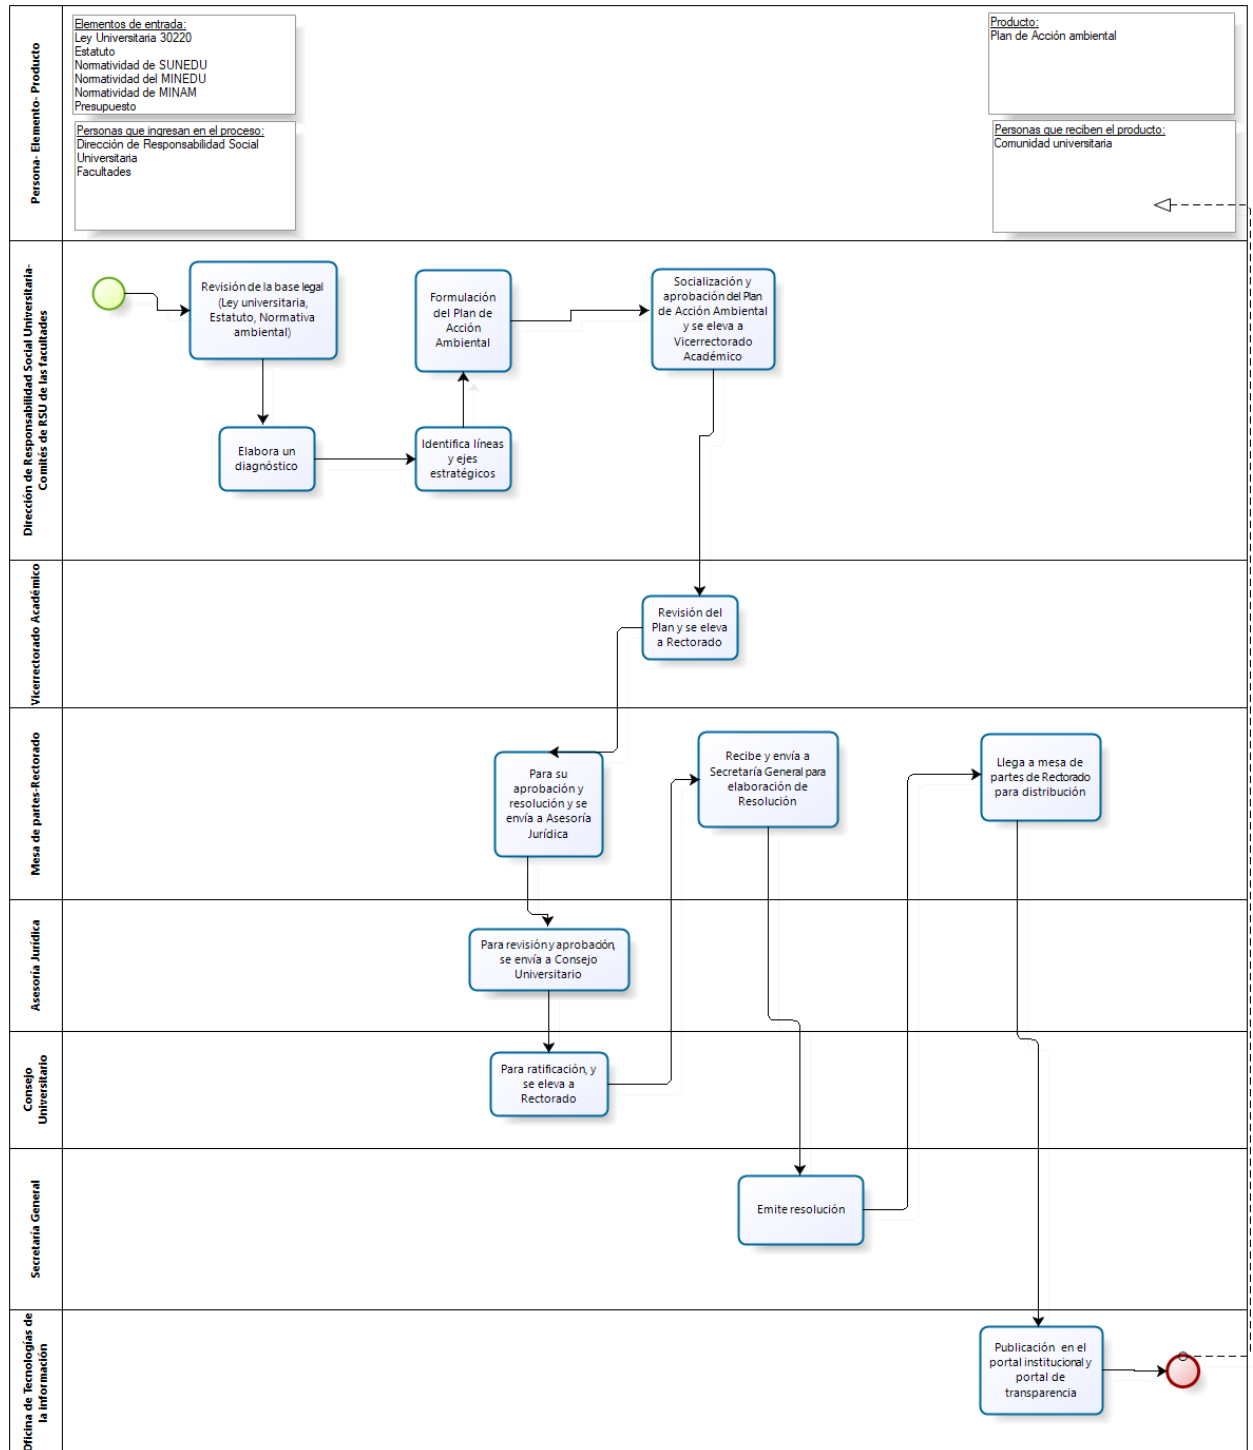 Persona- Elemento- Producto
Elementos de entrada:
Ley Universitaria 30220
Estatuto
Normatividad de SUNEDU
Normatividad del MINEDU
Normatividad de MINAM
Presupuesto
Personas que ingresan en el proceso:
Dirección de Responsabilidad Social
Universitaria
Facultades
Producto:
Plan de Acción ambiental
Personas que reciben el producto:
Comunidad universitaria
Dirección de Responsabilidad Social Universitaria-
Comités de RSU de las facultades
Revisión de la base legal
(Ley universitaria,
Estatuto, Normativa
ambiental)
Elabora un
diagnóstico
Identifica líneas
y ejes
estratégicos
Formulación
del Plan de
Acción
Ambiental
Socialización y
aprobación del Plan
de Acción Ambiental
y se eleva a
Vicerrectorado
Académico
Vicerrectorado Académico
Revisión del
Plan y se eleva
a Rectorado
Mesa de partes-Rectorado
Para su
aprobación y
resolución y se
envía a Asesoría
Jurídica
Recibe y envía a
Secretaría General para
elaboración de
Resolución
Llega a mesa de
partes de Rectorado
para distribución
Asesoría Jurídica
Para revisión y aprobación,
se envía a Consejo
Universitario
Consejo
Universitario
Para ratificación, y
se eleva a
Rectorado
Secretaría General
Emite resolución
Oficina de Tecnologías de
la información
Publicación en el
portal institucional y
portal de
transparencia